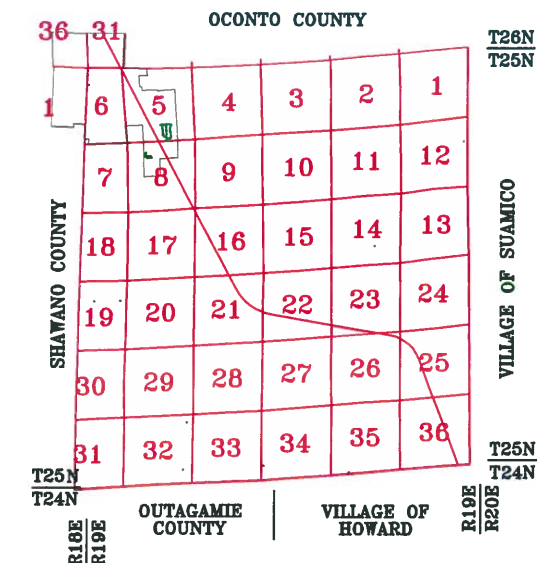 OCONTO COUNTY
36 31
T26N
T25N
1 6 5 4 3 2 1
7 8 9 10 11 12
18 17 16 15 14 13
19 20 21 22 23 24
30 29 28 27 26 25
31 32 33 34 35 36
SHAWANO COUNTY
VILLAGE OF SUAMICO
T25N
T24N
T25N
T24N
OUTAGAMIE
COUNTY
VILLAGE OF
HOWARD
R18E
R19E
R19E
R20E